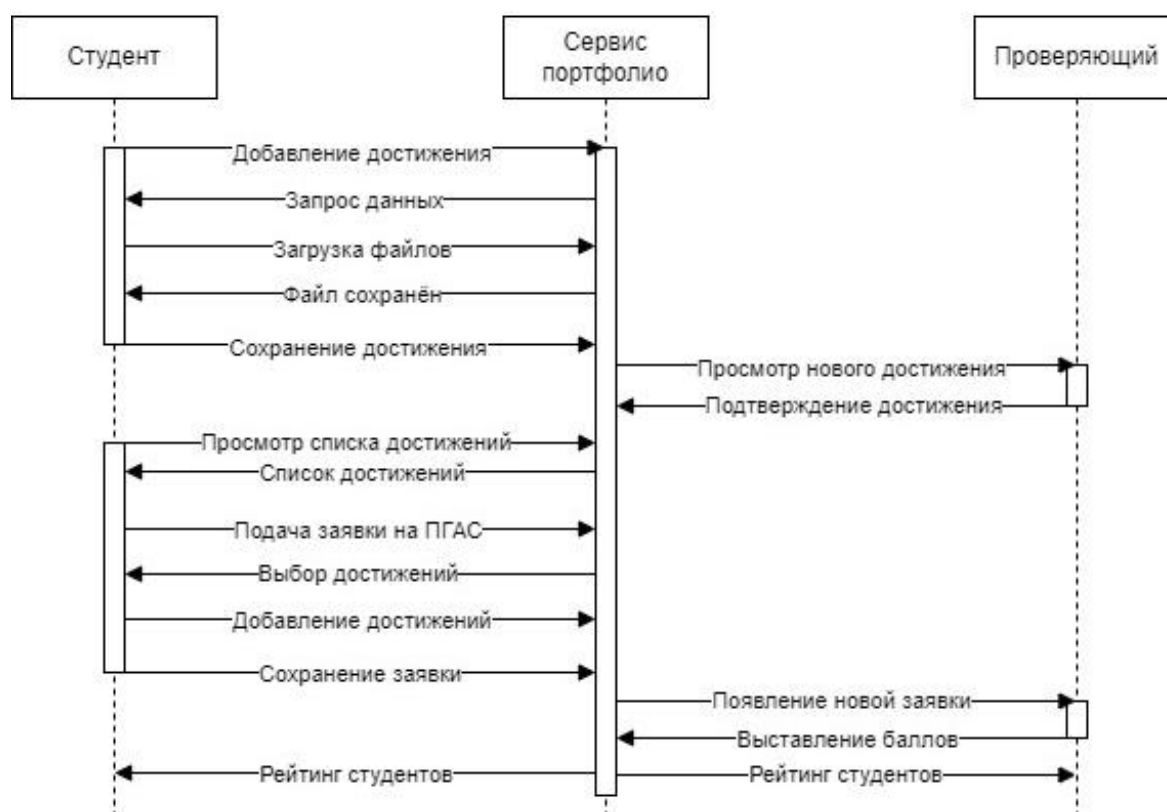 Студент
Сервис
портфолио
Проверяющий
Добавление достижения
Запрос данных
Загрузка файлов
Файл сохранён
Сохранение достижения
Просмотр нового достижения
Подтверждение достижения
Просмотр списка достижений
Список достижений
Подача заявки на ПГАС
Выбор достижений
Добавление достижений
Сохранение заявки
Появление новой заявки
Выставление баллов
Рейтинг студентов
Рейтинг студентов